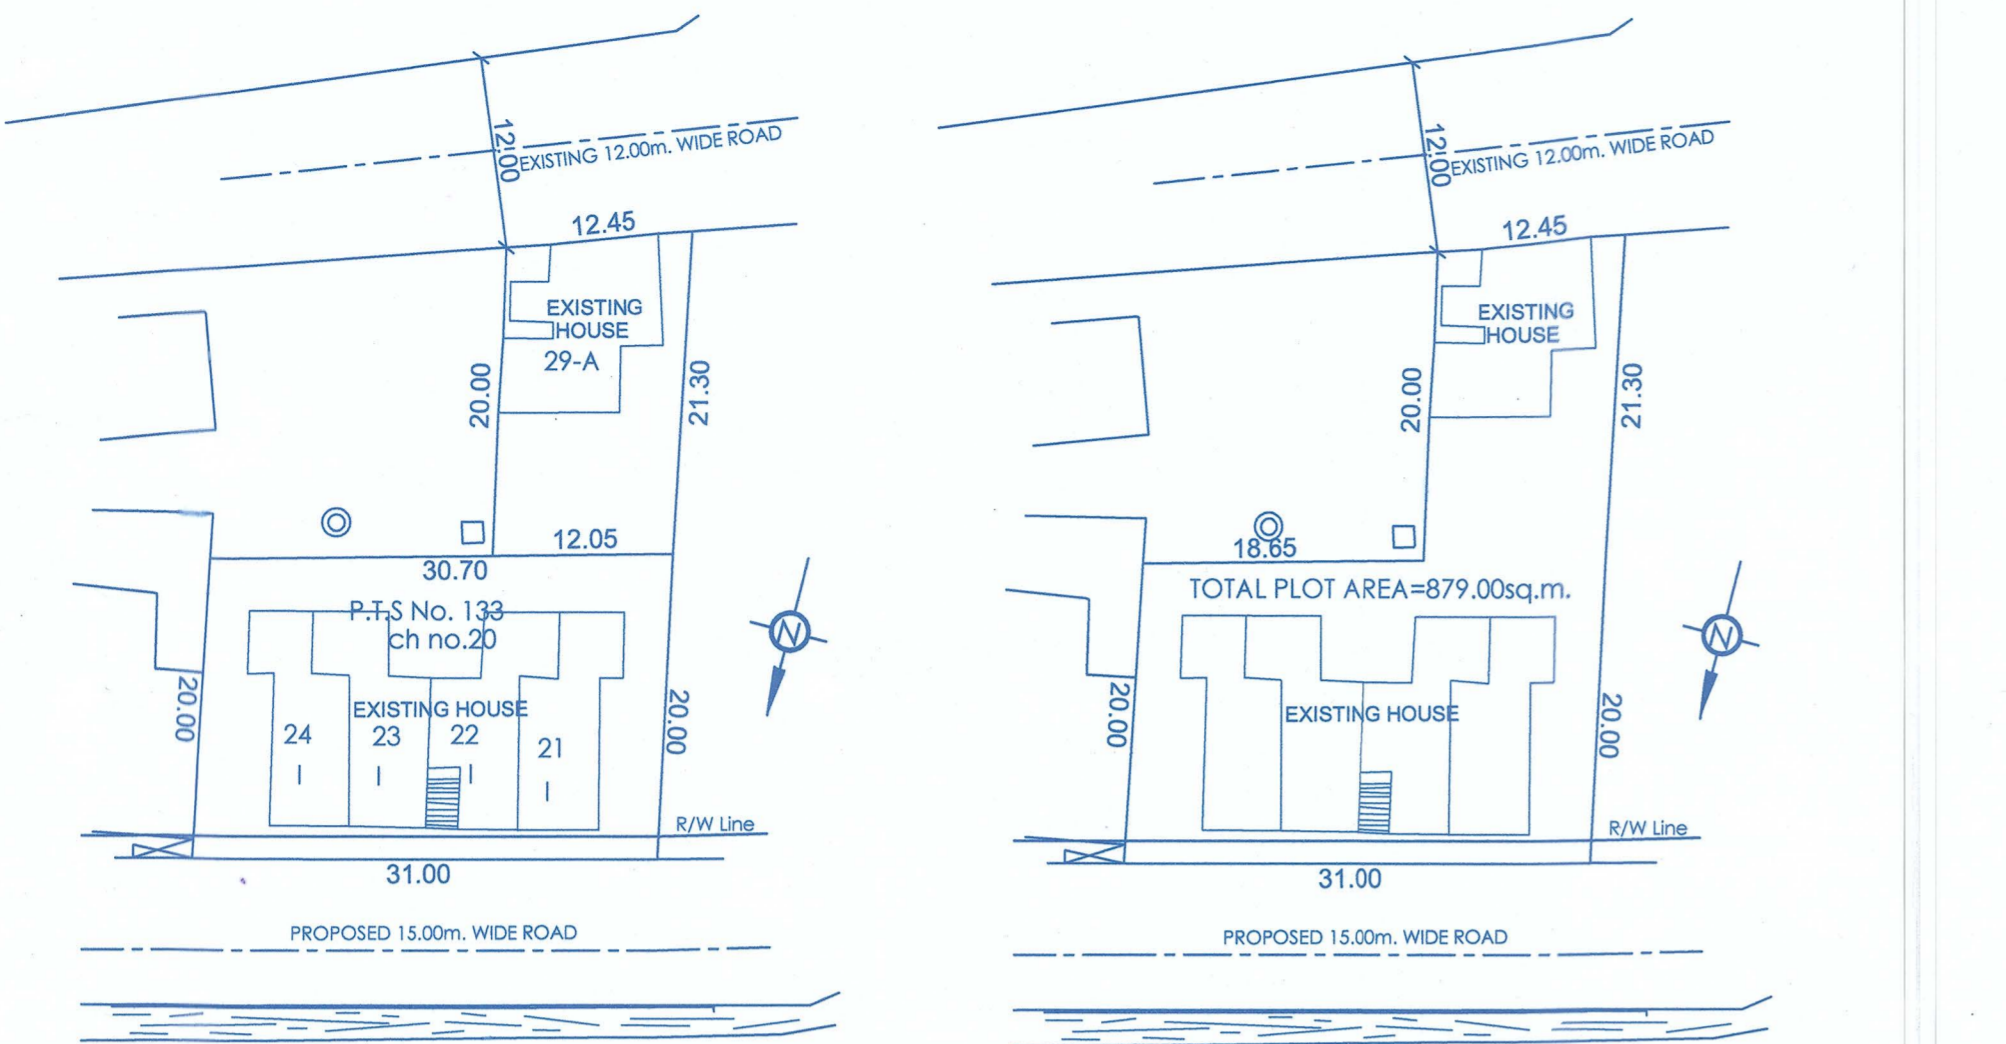 12.00
EXISTING 12.00m. WIDE ROAD
12.45
EXISTING
HOUSE
29-A
20.00
21.30
12.05
30.70
P.T.S No. 133
ch no.20
EXISTING HOUSE
24
23
22
21
20.00
20.00
N
R/W Line
31.00
PROPOSED 15.00m. WIDE ROAD
12.00
EXISTING 12.00m. WIDE ROAD
12.45
EXISTING
HOUSE
20.00
21.30
18.65
TOTAL PLOT AREA=879.00sq.m.
EXISTING HOUSE
20.00
20.00
N
R/W Line
31.00
PROPOSED 15.00m. WIDE ROAD